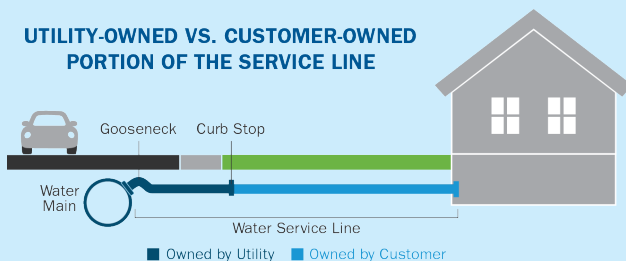 UTILITY-OWNED VS. CUSTOMER-OWNED
PORTION OF THE SERVICE LINE
Gooseneck
Curb Stop
Water
Main
Water Service Line
Owned by Utility
Owned by Customer